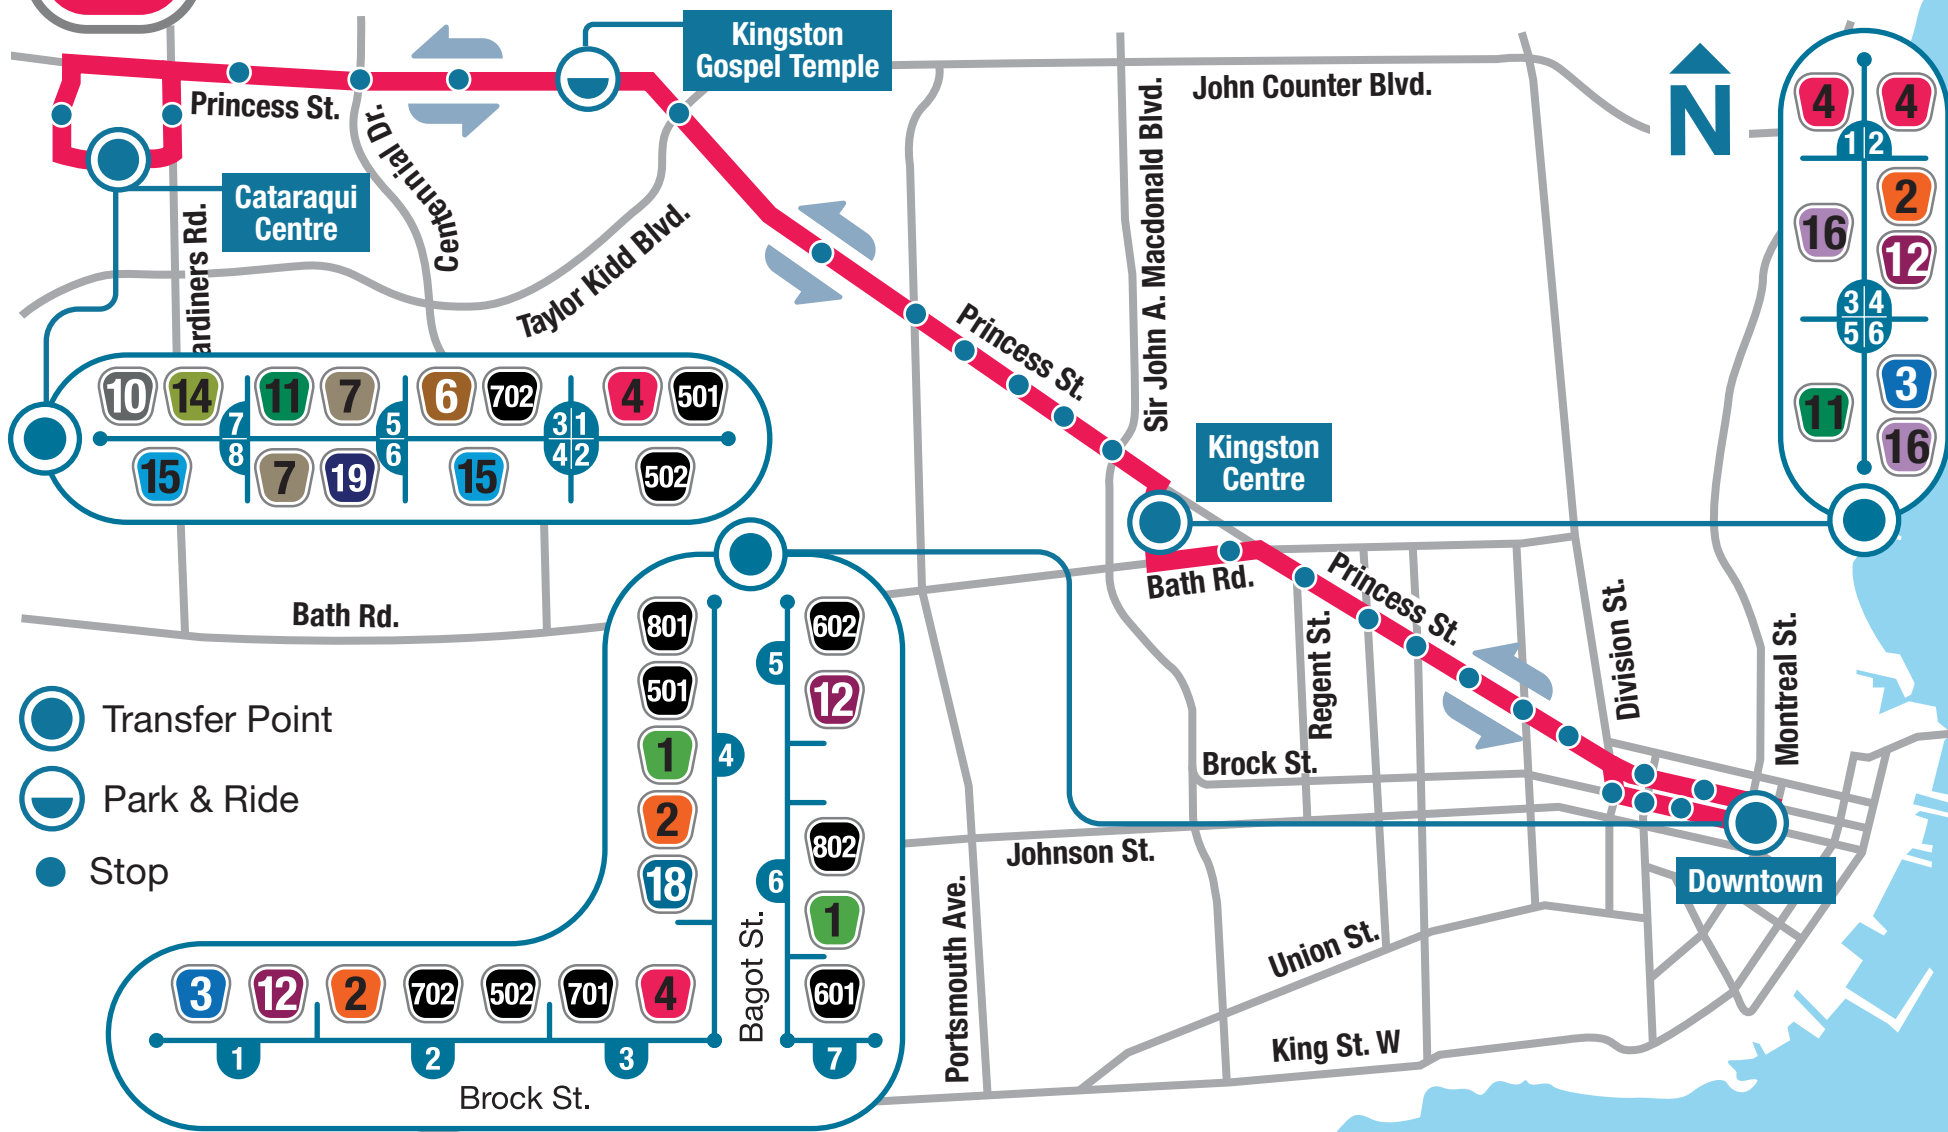 Kingston
Gospel Temple
Princess St.
Centennial Dr.
John Counter Blvd.
N
Cataraqui
Centre
ardiners Rd.
Taylor Kidd Blvd.
Sir John A. Macdonald Blvd.
Princess St.
4
4
1 2
16
2
12
3 4
5 6
11
3
16
10
14
11
7
6
702
4
501
7
8
5
6
3 1
4 2
15
7
19
15
502
Kingston
Centre
Bath Rd.
Princess St.
Regent St.
Division St.
Montreal St.
Bath Rd.
Transfer Point
Park & Ride
Stop
801
501
1
2
18
4
5
6
602
12
802
1
601
Bagot St.
3
12
2
702
502
701
4
1
2
3
7
Brock St.
Brock St.
Johnson St.
Portsmouth Ave.
Union St.
King St. W
Downtown